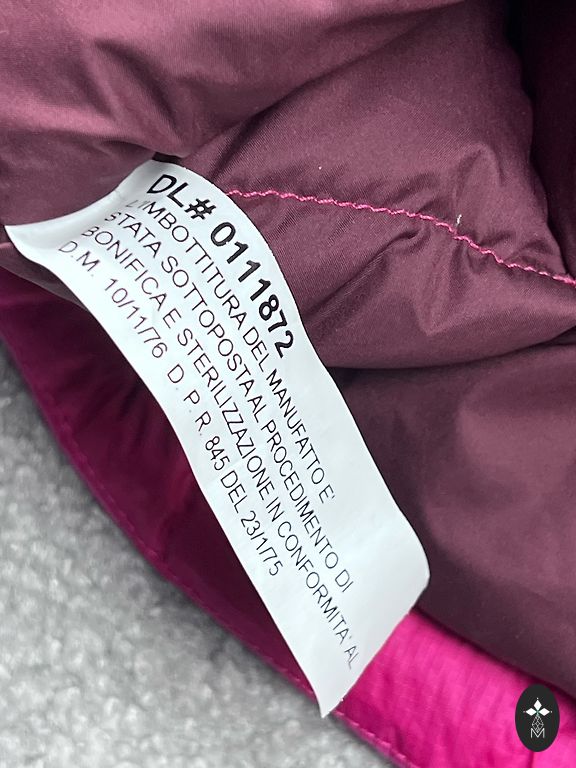 DL# 0111872
L'IMBOTTITURA DEL MANUFATTO E'
STATA SOTTOPOSTA AL PROCEDIMENTO DI
BONIFICA E STERILIZZAZIONE IN CONFORMITA' AL
D.M. 10/11/76 D. P. R. 845 DEL 23/1/75
M